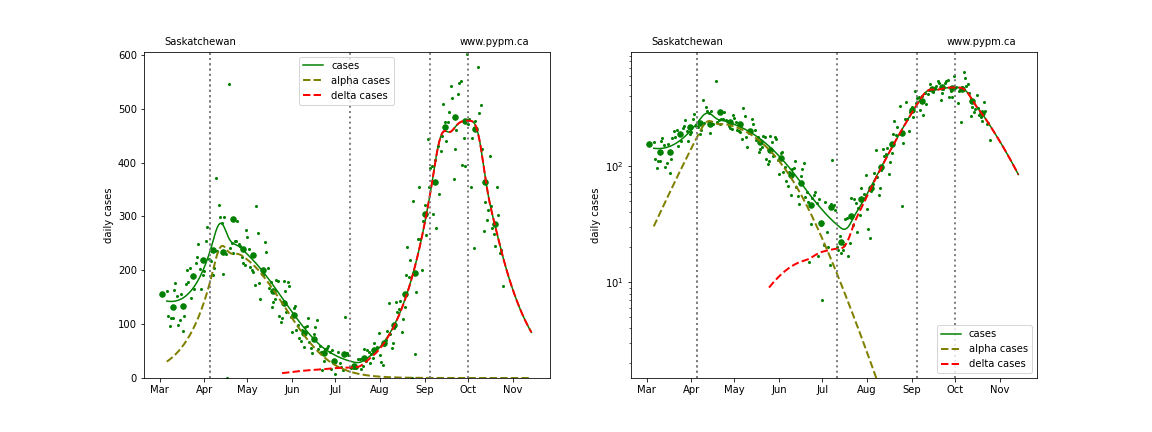 Saskatchewan www.pypm.ca
cases
alpha cases
delta cases
daily cases
600
500
400
300
200
100
0
Mar Apr May Jun Jul Aug Sep Oct Nov
Saskatchewan www.pypm.ca
daily cases
10²
10¹
cases
alpha cases
delta cases
Mar Apr May Jun Jul Aug Sep Oct Nov